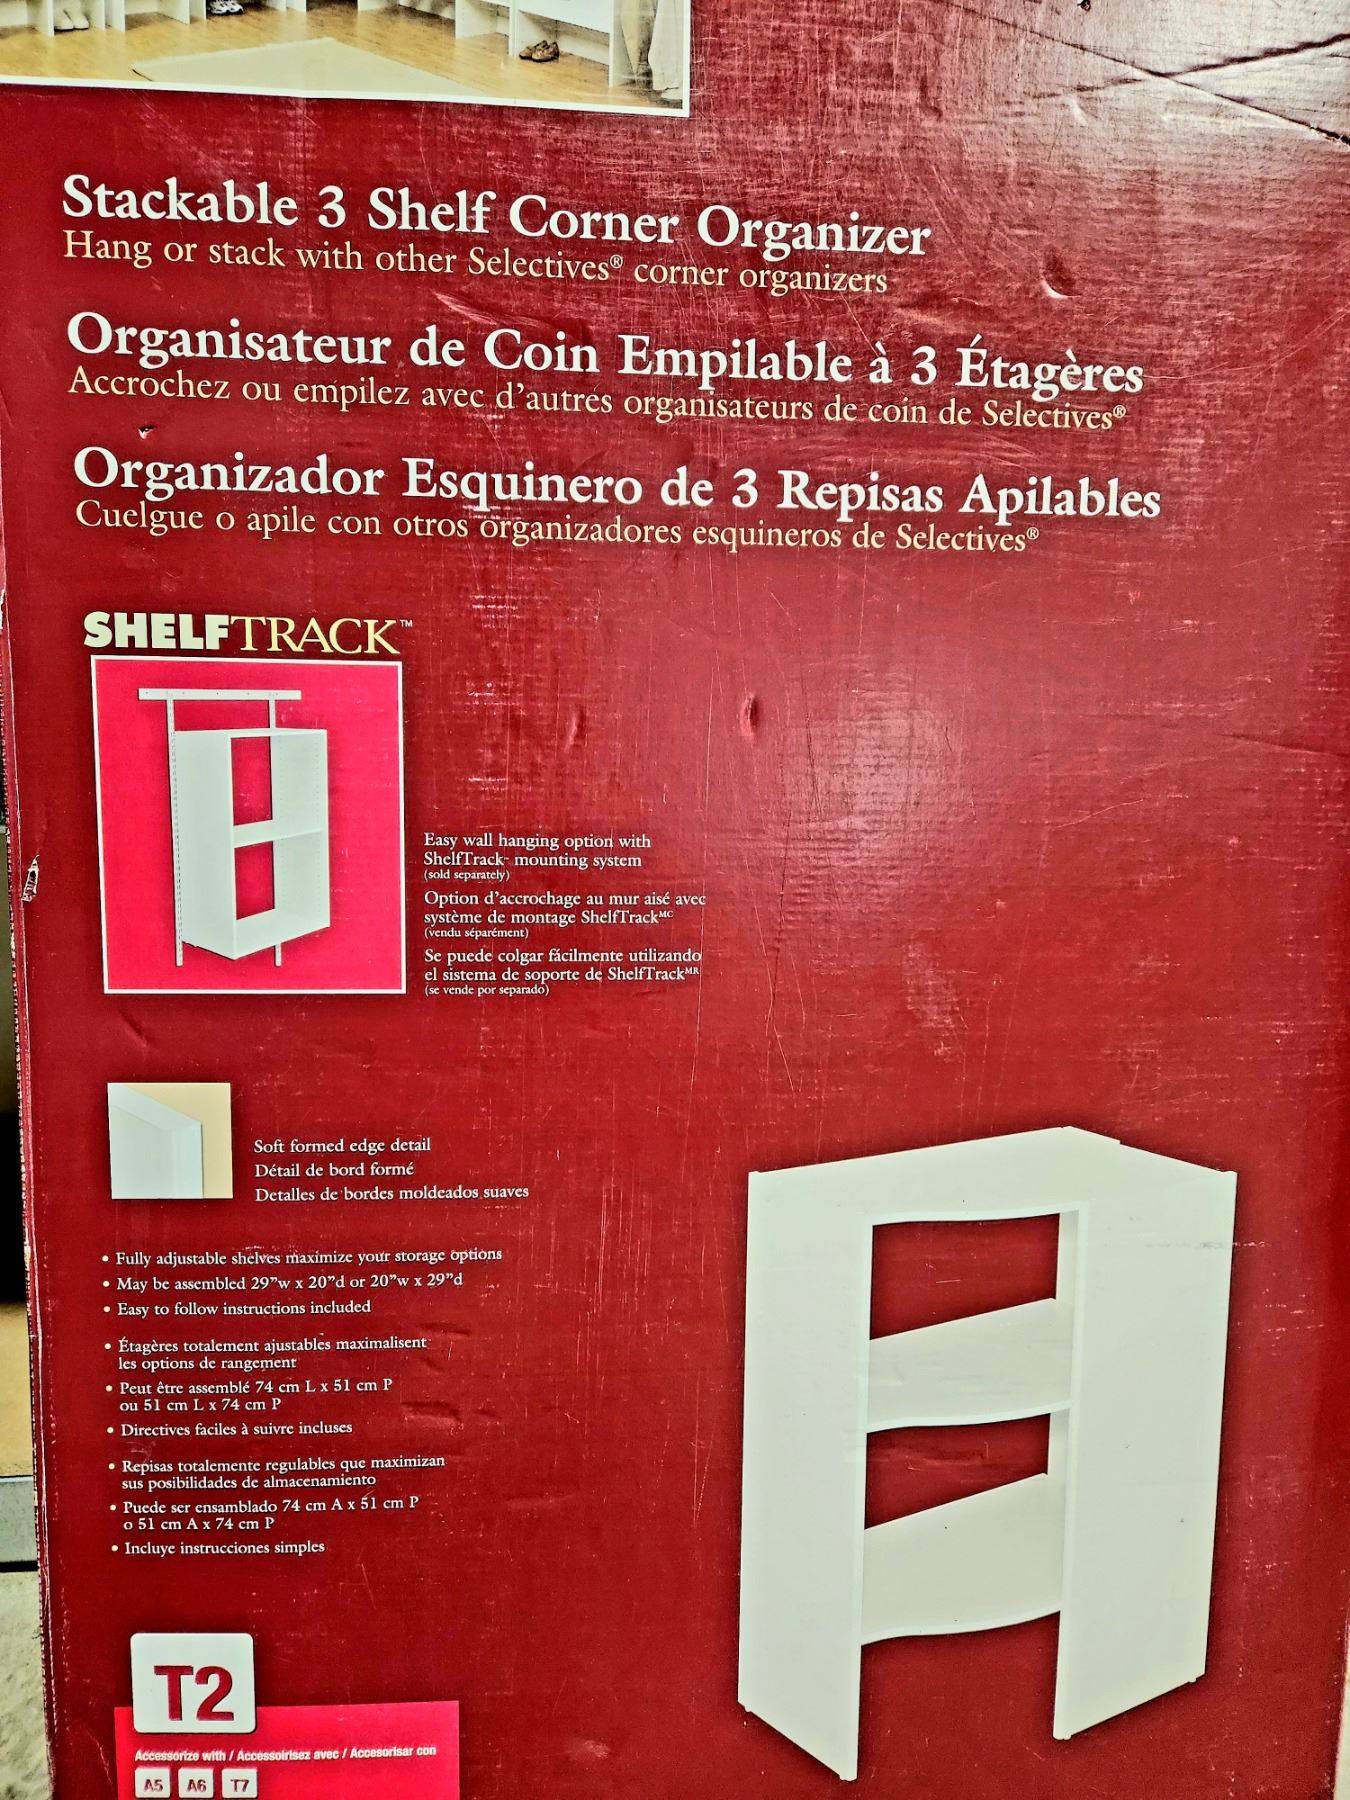 Stackable 3 Shelf Corner Organizer
Hang or stack with other Selectives® corner organizers
Organisateur de Coin Empilable à 3 Étagères
Accrochez ou empilez avec d'autres organisateurs de coin de Selectives®
Organizador Esquinero de 3 Repisas Apilables
Cuelgue o apile con otros organizadores esquineros de Selectives®
SHELFTRACK™
Easy wall hanging option with
ShelfTrack™ mounting system
(sold separately)
Option d'accrochage au mur aisé avec
système de montage ShelfTrackᴹᶜ
(vendu séparément)
Se puede colgar fácilmente utilizando
el sistema de soporte de ShelfTrackᴹᴿ
(se vende por separado)
Soft formed edge detail
Détail de bord formé
Detalles de bordes moldeados suaves
• Fully adjustable shelves maximize your storage options
• May be assembled 29”w x 20”d or 20”w x 29”d
• Easy to follow instructions included
• Étagères totalement ajustables maximalisent
les options de rangement
• Peut être assemblé 74 cm L x 51 cm P
ou 51 cm L x 74 cm P
• Directives faciles à suivre incluses
• Repisas totalemente regulables que maximizan
sus posibilidades de almacenamiento
• Puede ser ensamblado 74 cm A x 51 cm P
o 51 cm A x 74 cm P
• Incluye instrucciones simples
T2
Accessorize with / Accessoirisez avec / Accesorisar con
A5 A6 T7